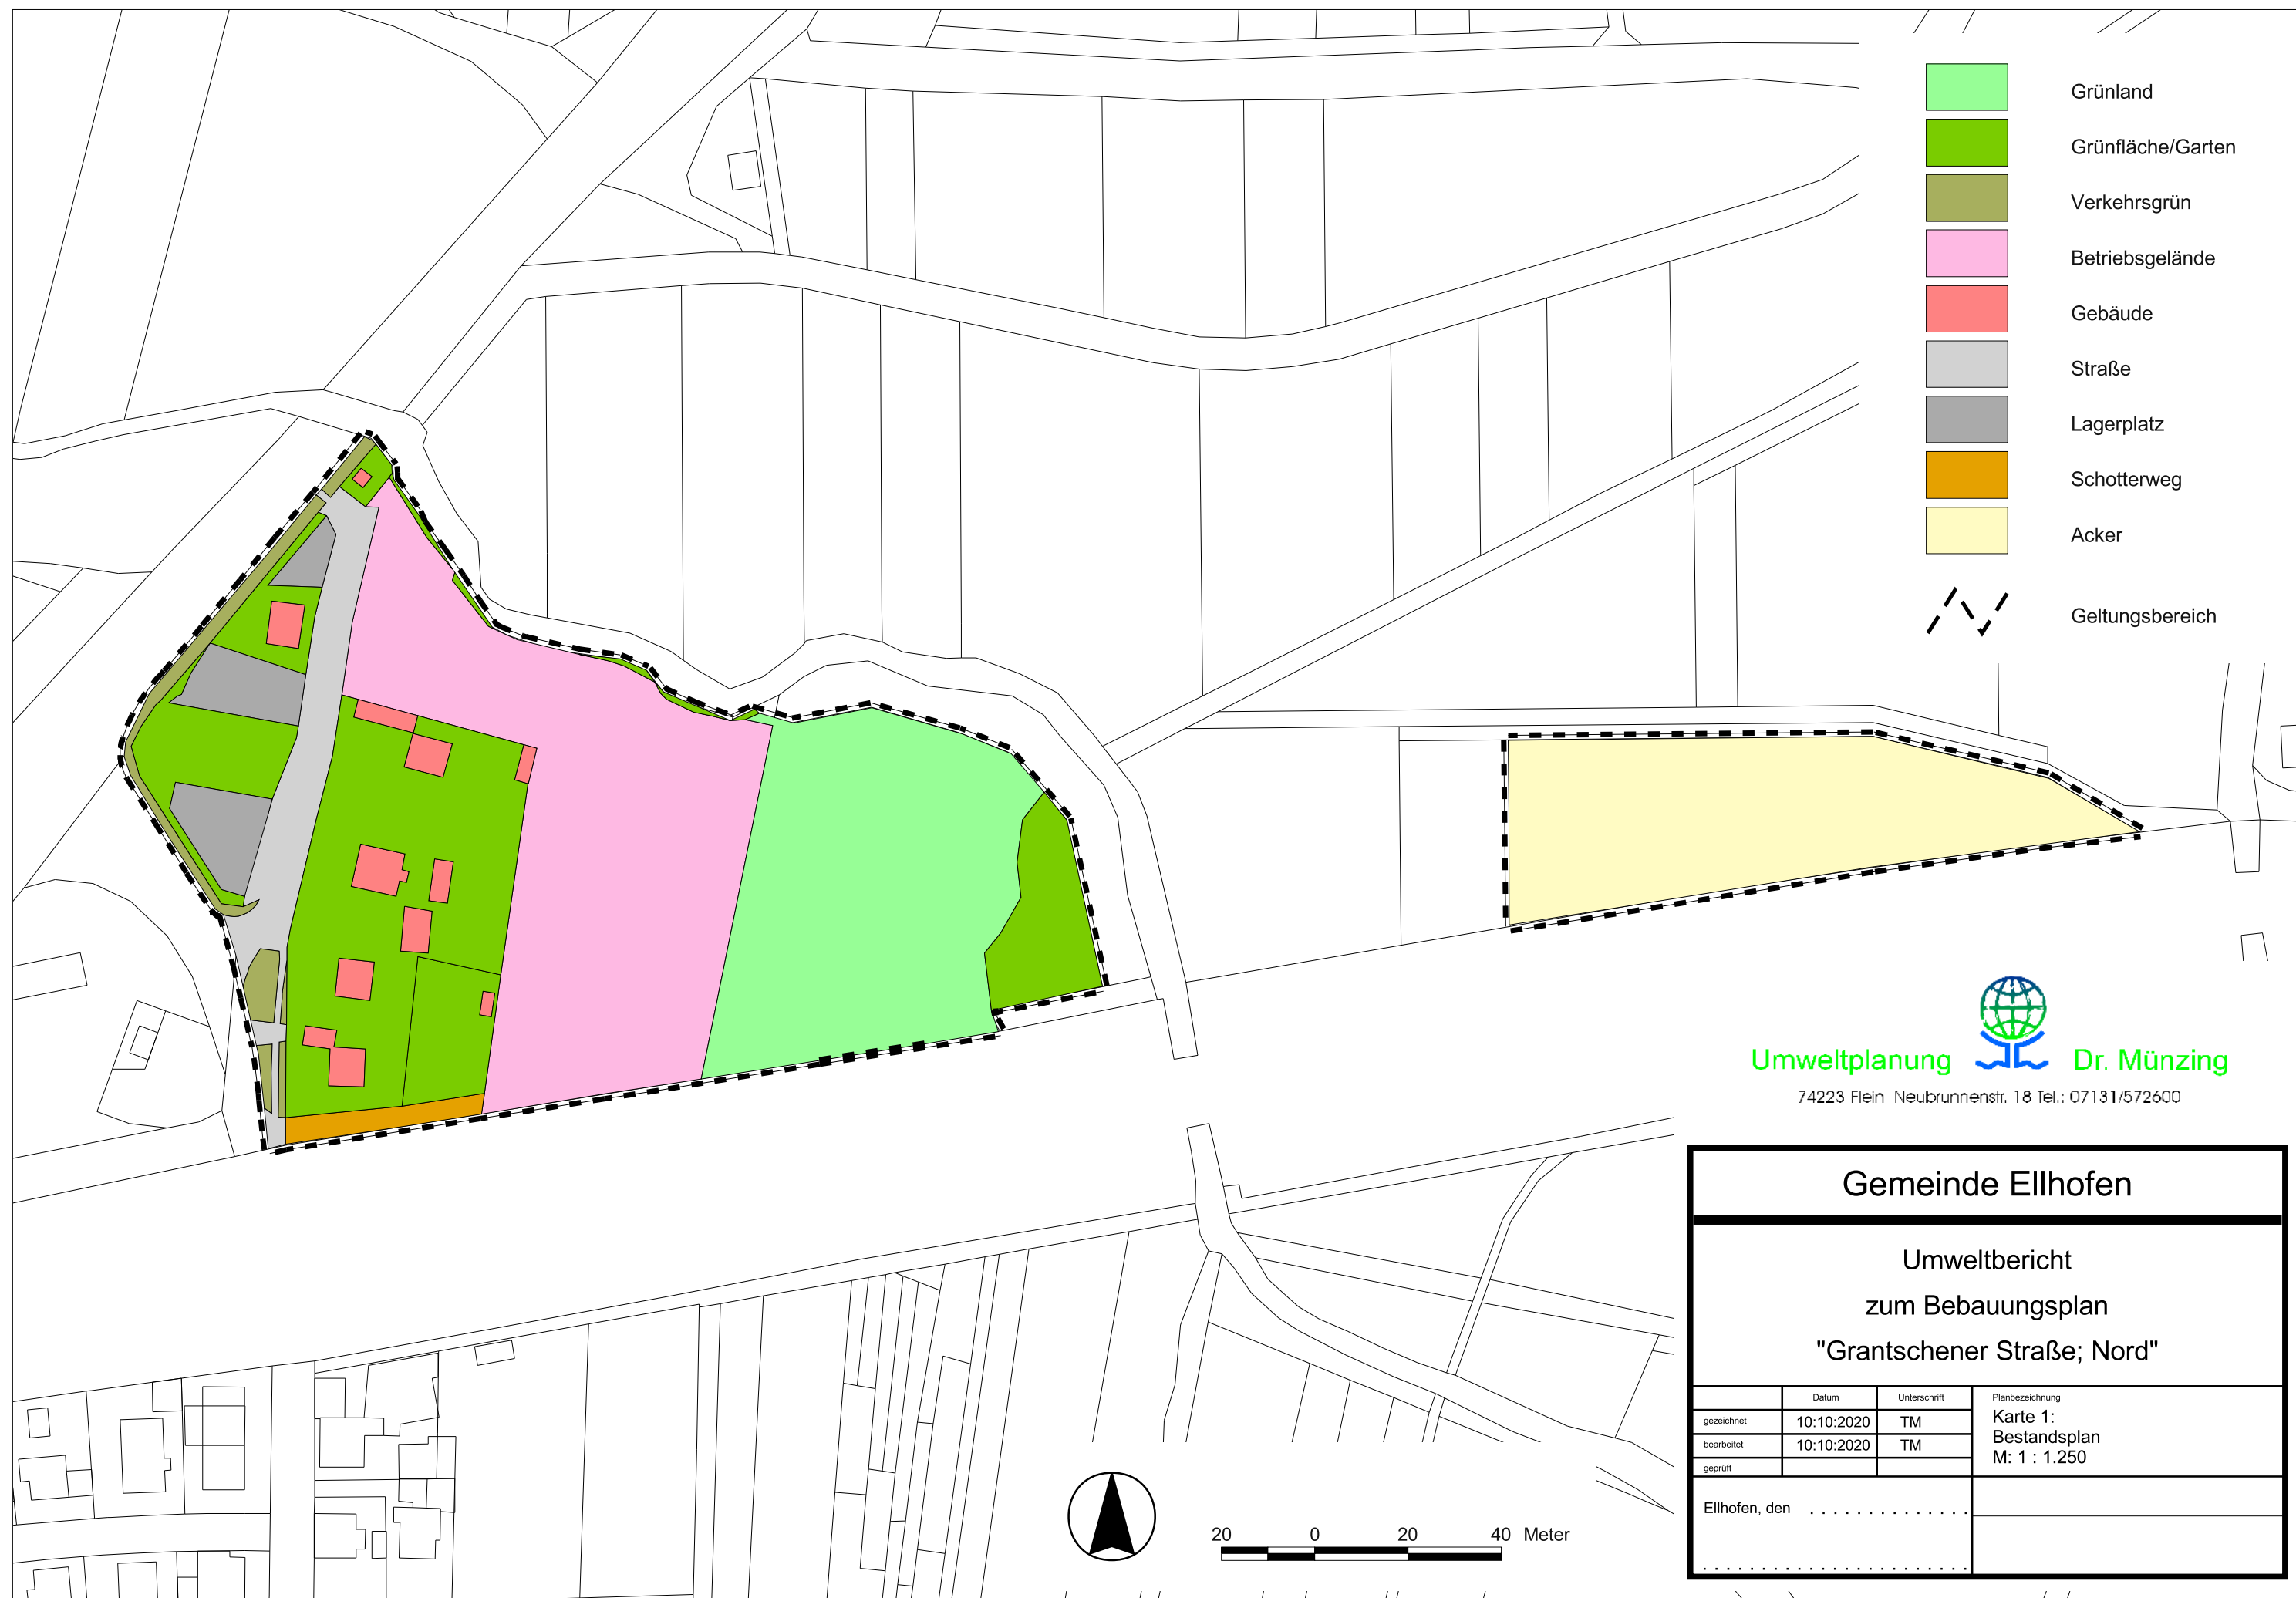 Grünland
Grünfläche/Garten
Verkehrsgrün
Betriebsgelände
Gebäude
Straße
Lagerplatz
Schotterweg
Acker
Geltungsbereich
Umweltplanung Dr. Münzing
74223 Flein Neubrunnenstr. 18 Tel.: 07131/572600
Gemeinde Ellhofen
Umweltbericht
zum Bebauungsplan
"Grantschener Straße; Nord"
Datum Unterschrift Planbezeichnung
gezeichnet 10:10:2020 TM
bearbeitet 10:10:2020 TM
geprüft
Karte 1:
Bestandsplan
M: 1 : 1.250
Ellhofen, den . . . . . . . . . . . . . .
20 0 20 40 Meter